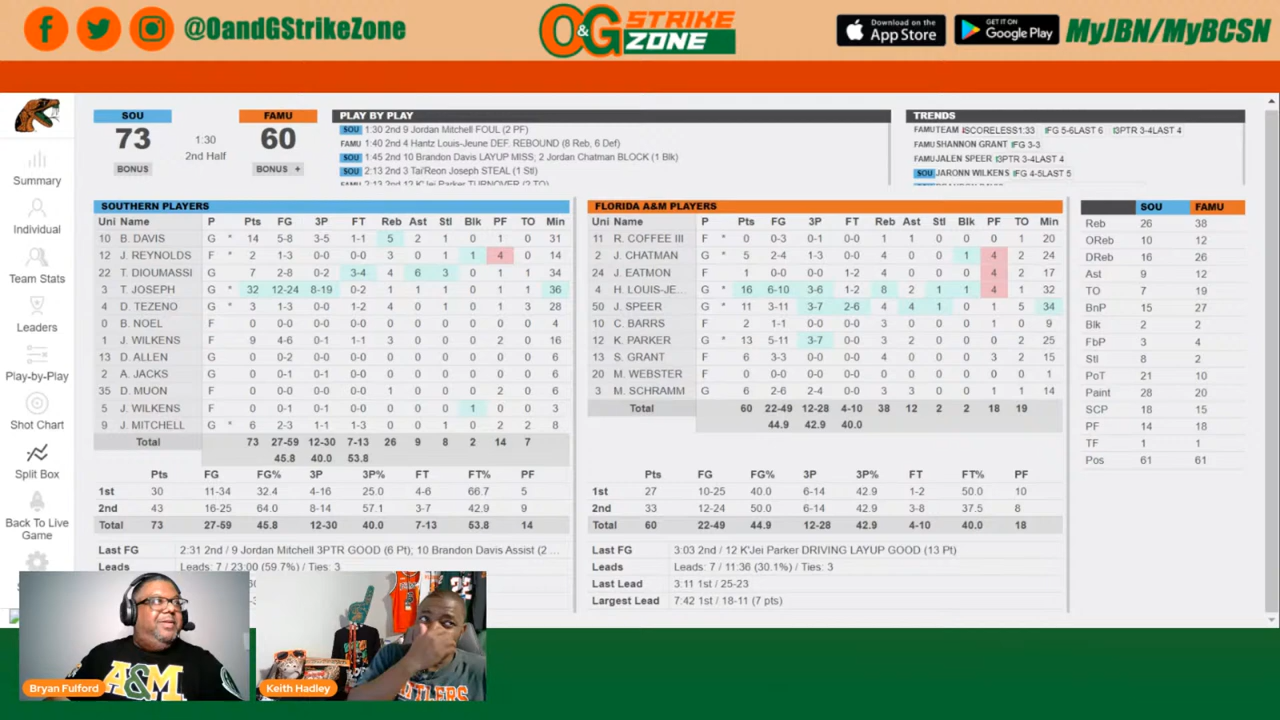 @OandGStrikeZone
O&G STRIKE ZONE
Download on the App Store
GET IT ON Google Play
MyJBN/MyBCSN
Summary
Individual
Team Stats
Leaders
Play-by-Play
Shot Chart
Split Box
Back To Live Game
SOU
73
BONUS
1:30
2nd Half
FAMU
60
BONUS +
PLAY BY PLAY
SOU 1:30 2nd 9 Jordan Mitchell FOUL (2 PF)
FAMU 1:40 2nd 4 Hantz Louis-Jeune DEF. REBOUND (8 Reb, 6 Def)
SOU 1:45 2nd 10 Brandon Davis LAYUP MISS; 2 Jordan Chatman BLOCK (1 Blk)
SOU 2:13 2nd 3 Tai'Reon Joseph STEAL (1 Stl)
FAMU 2:13 2nd 12 K'Jei Parker TURNOVER (2 TO)
TRENDS
FAMU TEAM SCORELESS 1:33 FG 5-6 LAST 6 3PTR 3-4 LAST 4
FAMU SHANNON GRANT FG 3-3
FAMU JALEN SPEER 3PTR 3-4 LAST 4
SOU JARONN WILKENS FG 4-5 LAST 5
SOUTHERN PLAYERS
Uni Name P Pts FG 3P FT Reb Ast Stl Blk PF TO Min
10 B. DAVIS G * 14 5-8 3-5 1-1 5 2 1 0 1 0 31
12 J. REYNOLDS F * 2 1-3 0-0 0-0 3 0 0 1 4 0 14
22 T. DIOUMASSI G * 7 2-8 0-2 3-4 4 6 3 0 1 1 34
3 T. JOSEPH G * 32 12-24 8-19 0-2 0 0 1 0 1 1 36
4 D. TEZENO G * 3 1-3 0-0 1-2 4 0 1 0 1 3 28
0 B. NOEL F 0 0-0 0-0 0-0 0 0 0 0 0 0 4
1 J. WILKENS F 9 4-6 0-1 1-1 3 0 0 0 2 0 16
13 D. ALLEN G 0 0-2 0-0 0-0 0 0 0 0 0 0 6
2 A. JACKS G 0 0-1 0-1 0-0 0 0 0 0 0 0 6
35 D. MUON F 0 0-0 0-0 0-0 1 0 0 0 1 0 6
5 J. WILKENS F 0 0-1 0-1 0-0 0 0 0 1 0 0 3
9 J. MITCHELL G * 6 2-3 1-1 1-3 2 0 1 0 2 2 8
Total 73 27-59 12-30 7-13 26 9 8 2 14 7
45.8 40.0 53.8
Pts FG FG% 3P 3P% FT FT% PF
1st 30 11-34 32.4 4-16 25.0 4-6 66.7 5
2nd 43 16-25 64.0 8-14 57.1 3-7 42.9 9
Total 73 27-59 45.8 12-30 40.0 7-13 53.8 14
Last FG 2:31 2nd / 9 Jordan Mitchell 3PTR GOOD (6 Pt); 10 Brandon Davis Assist (2 ...
Leads Leads: 7 / 23:00 (59.7%) / Ties: 3
FLORIDA A&M PLAYERS
Uni Name P Pts FG 3P FT Reb Ast Stl Blk PF TO Min
11 R. COFFEE III F * 0 0-3 0-1 0-0 1 1 0 0 0 1 20
2 J. CHATMAN G * 5 2-4 1-3 0-0 3 0 0 1 4 2 24
24 J. EATMON F 1 0-0 0-0 1-2 4 0 0 0 4 2 17
4 H. LOUIS-JE... G * 16 6-10 3-6 1-2 8 2 1 1 4 1 32
50 J. SPEER G * 11 3-11 3-7 2-6 4 4 1 0 1 5 34
10 C. BARRS F 2 1-1 0-0 0-0 3 0 0 0 1 0 9
12 K. PARKER G * 13 5-11 3-7 0-0 3 2 0 0 2 2 25
13 S. GRANT F 6 3-3 0-0 0-0 4 0 0 0 3 2 15
20 M. WEBSTER F 0 0-0 0-0 0-0 0 0 0 0 0 0 1
3 M. SCHRAMM G 6 2-6 2-4 0-0 3 3 0 0 1 1 14
Total 60 22-49 12-28 4-10 38 12 2 2 18 19
44.9 42.9 40.0
Pts FG FG% 3P 3P% FT FT% PF
1st 27 10-25 40.0 6-14 42.9 1-2 50.0 10
2nd 33 12-24 50.0 6-14 42.9 3-8 37.5 8
Total 60 22-49 44.9 12-28 42.9 4-10 40.0 18
Last FG 3:03 2nd / 12 K'Jei Parker DRIVING LAYUP GOOD (13 Pt)
Leads Leads: 7 / 11:36 (30.1%) / Ties: 3
Last Lead 3:11 1st / 25-23
Largest Lead 7:42 1st / 18-11 (7 pts)
SOU FAMU
Reb 26 38
OReb 10 12
DReb 16 26
Ast 9 12
TO 7 19
BnP 15 27
Blk 2 2
FbP 3 4
Stl 8 2
PoT 21 10
Paint 28 20
SCP 18 15
PF 14 18
TF 1 1
Pos 61 61
A&M
Bryan Fulford
RATTLERS
Keith Hadley